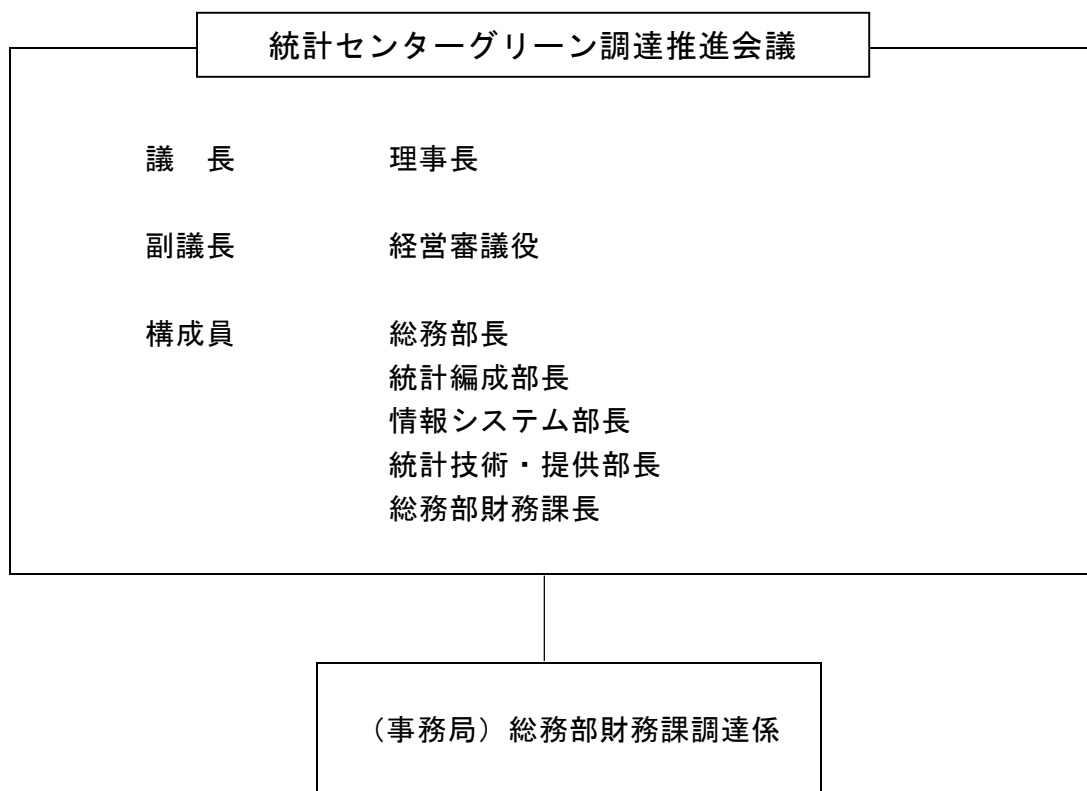 統計センターグリーン調達推進会議
議　長　理事長
副議長　経営審議役
構成員　総務部長
統計編成部長
情報システム部長
統計技術・提供部長
総務部財務課長
（事務局）総務部財務課調達係